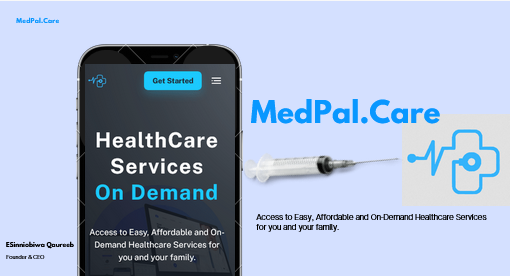 MedPal.Care
Get Started
HealthCare
Services
On Demand
Access to Easy, Affordable and On-
Demand Healthcare Services for
you and your family.
MedPal.Care
Access to Easy, Affordable and On-Demand Healthcare Services
for you and your family.
ESinniobiwa Quareeb
Founder & CEO